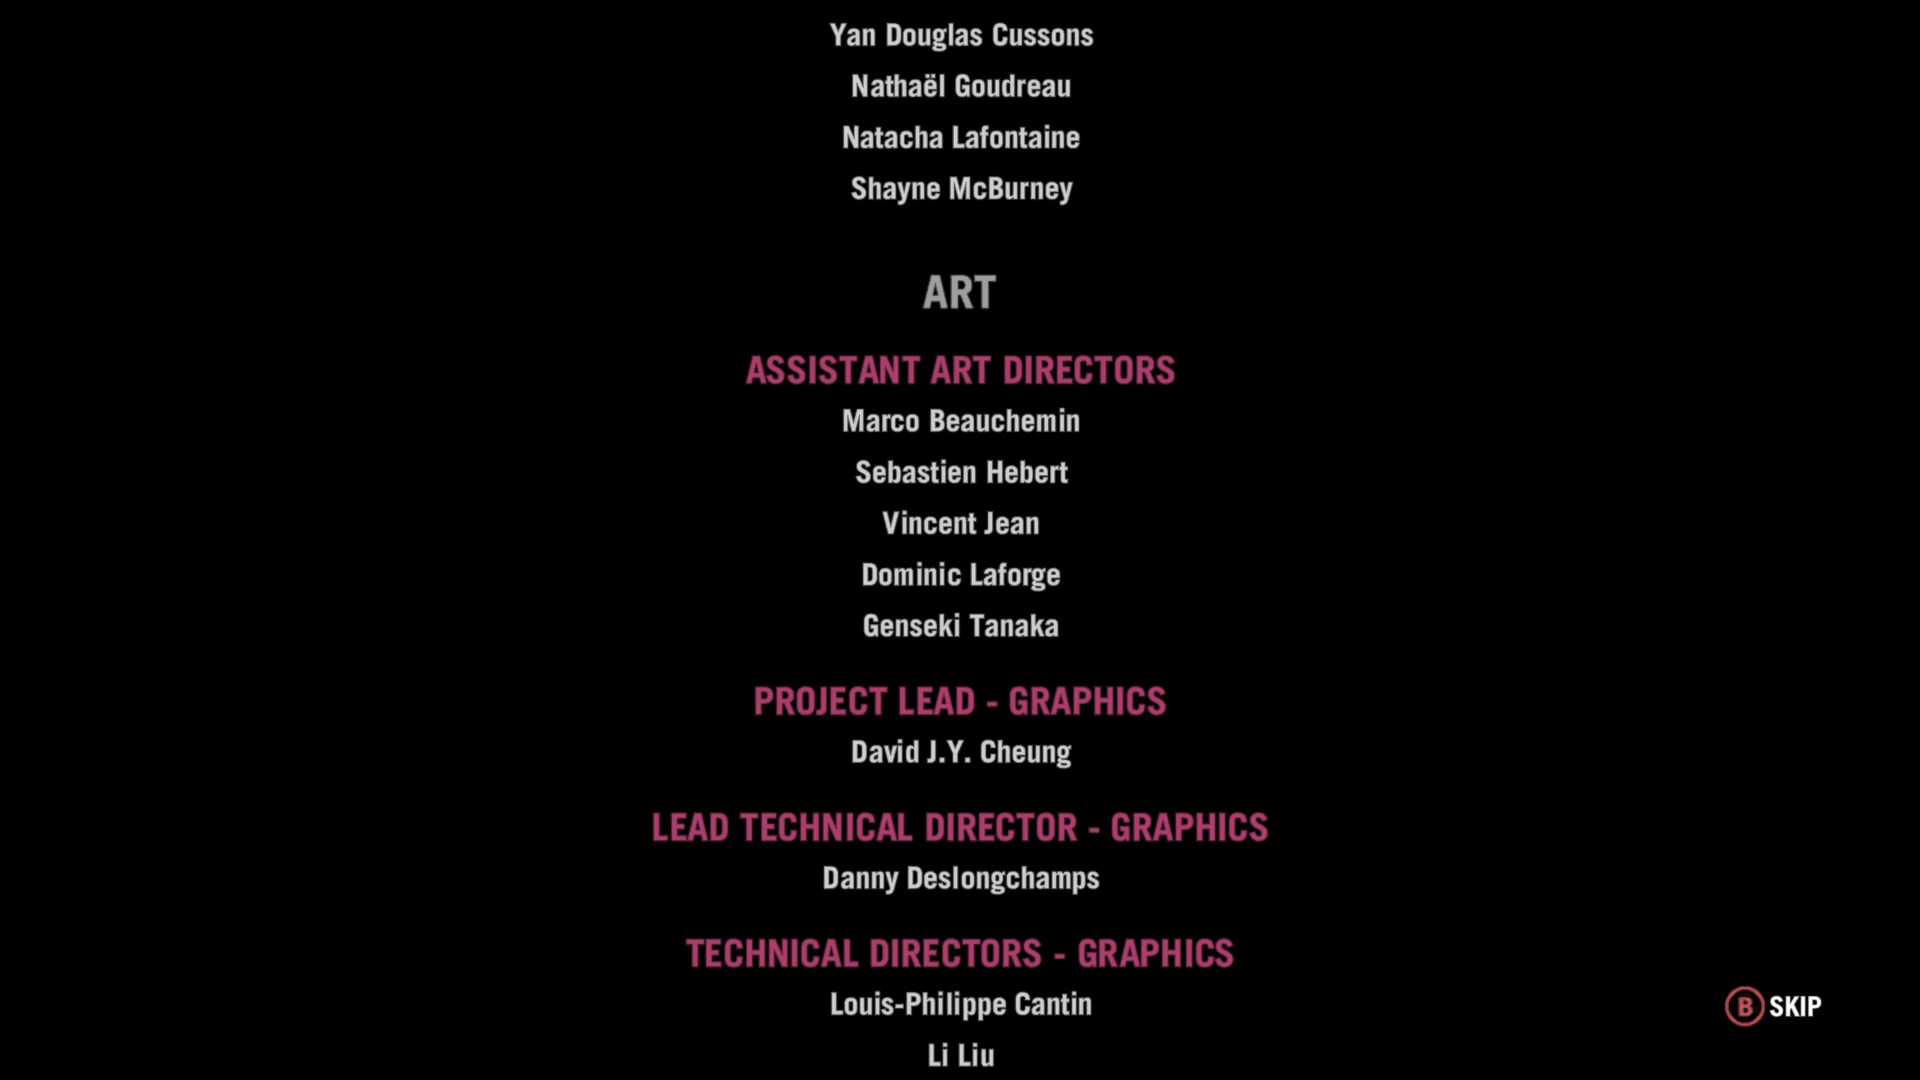 Yan Douglas Cussons
Nathaël Goudreau
Natacha Lafontaine
Shayne McBurney
ART
ASSISTANT ART DIRECTORS
Marco Beauchemin
Sebastien Hebert
Vincent Jean
Dominic Laforge
Genseki Tanaka
PROJECT LEAD - GRAPHICS
David J.Y. Cheung
LEAD TECHNICAL DIRECTOR - GRAPHICS
Danny Deslongchamps
TECHNICAL DIRECTORS - GRAPHICS
Louis-Philippe Cantin
B SKIP
Li Liu